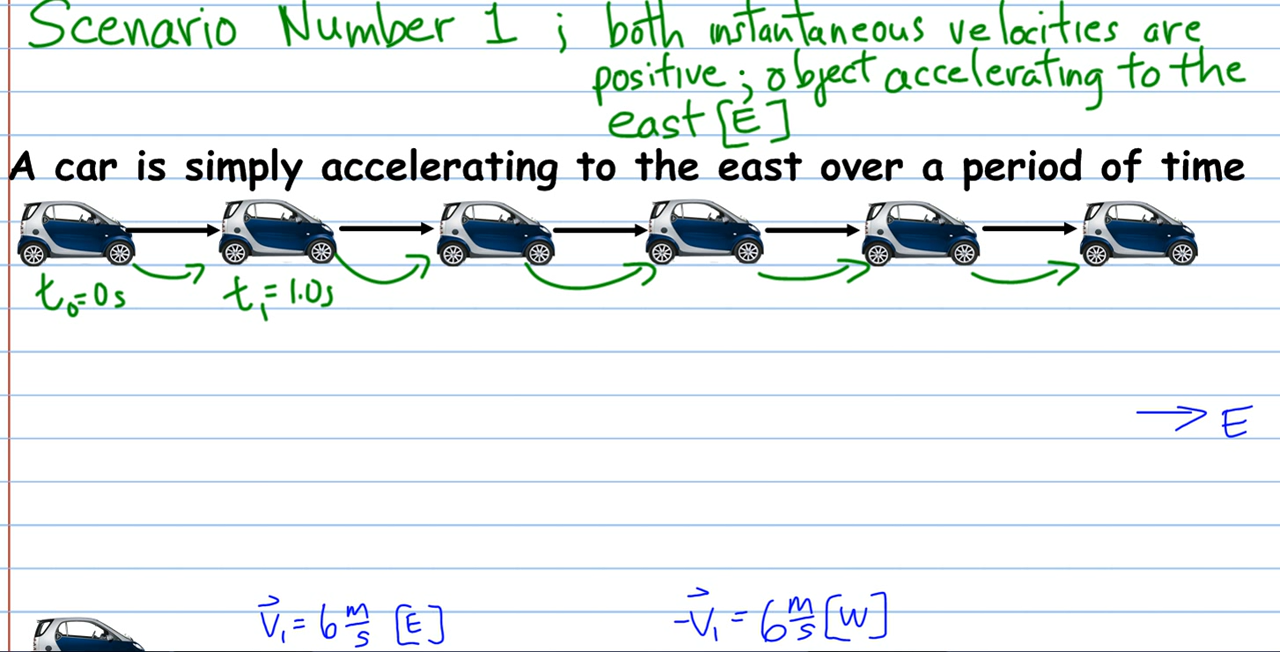 Scenario Number 1 ; both instantaneous velocities are
positive ; object accelerating to the
east [E]
A car is simply accelerating to the east over a period of time
t₀=0s t₁=1.0s
→ E
v⃗₁ = 6 m/s [E] -v⃗₁ = 6 m/s [W]